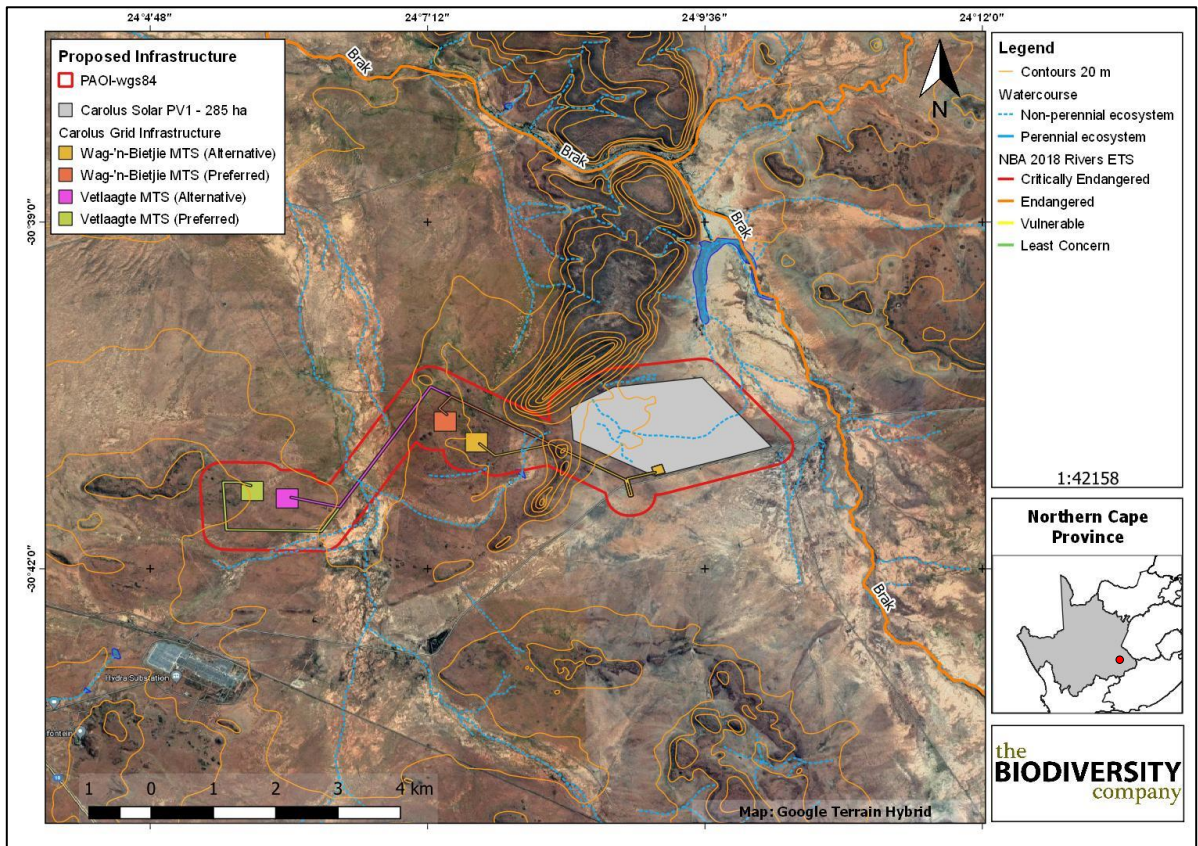 24°4'48" 24°7'12" 24°9'36" 24°12'0"
Proposed Infrastructure
PAOI-wgs84
Carolus Solar PV1 - 285 ha
Carolus Grid Infrastructure
Wag-'n-Bietjie MTS (Alternative)
Wag-'n-Bietjie MTS (Preferred)
Vetlaagte MTS (Alternative)
Vetlaagte MTS (Preferred)
Brak
Brak
Brak
Brak
N
-30°39'0"
-30°42'0"
Hydra Substation
fontein
1 0 1 2 3 4 km
Map: Google Terrain Hybrid
Legend
Contours 20 m
Watercourse
Non-perennial ecosystem
Perennial ecosystem
NBA 2018 Rivers ETS
Critically Endangered
Endangered
Vulnerable
Least Concern
1:42158
Northern Cape
Province
the
BIODIVERSITY
company